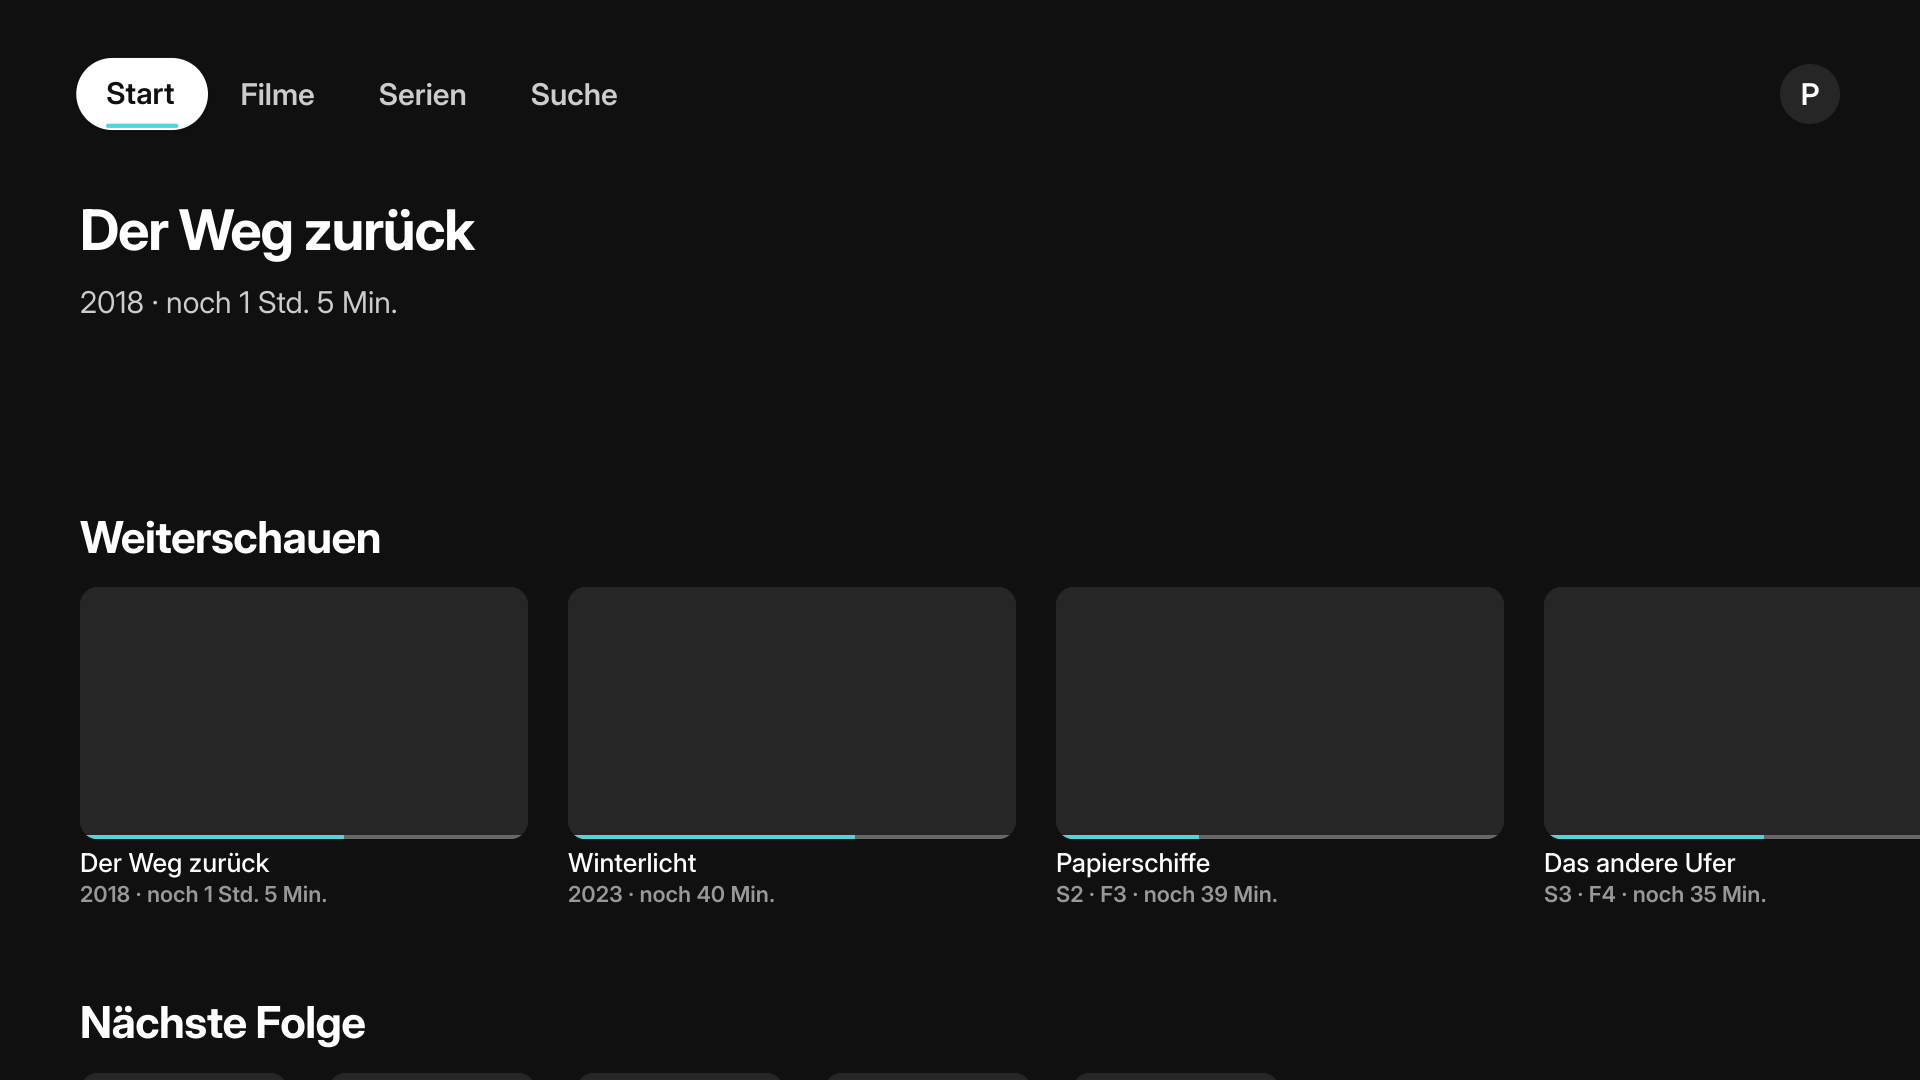 Start
Filme
Serien
Suche
P
Der Weg zurück
2018 · noch 1 Std. 5 Min.
Weiterschauen
Der Weg zurück
2018 · noch 1 Std. 5 Min.
Winterlicht
2023 · noch 40 Min.
Papierschiffe
S2 · F3 · noch 39 Min.
Das andere Ufer
S3 · F4 · noch 35 Min.
Nächste Folge